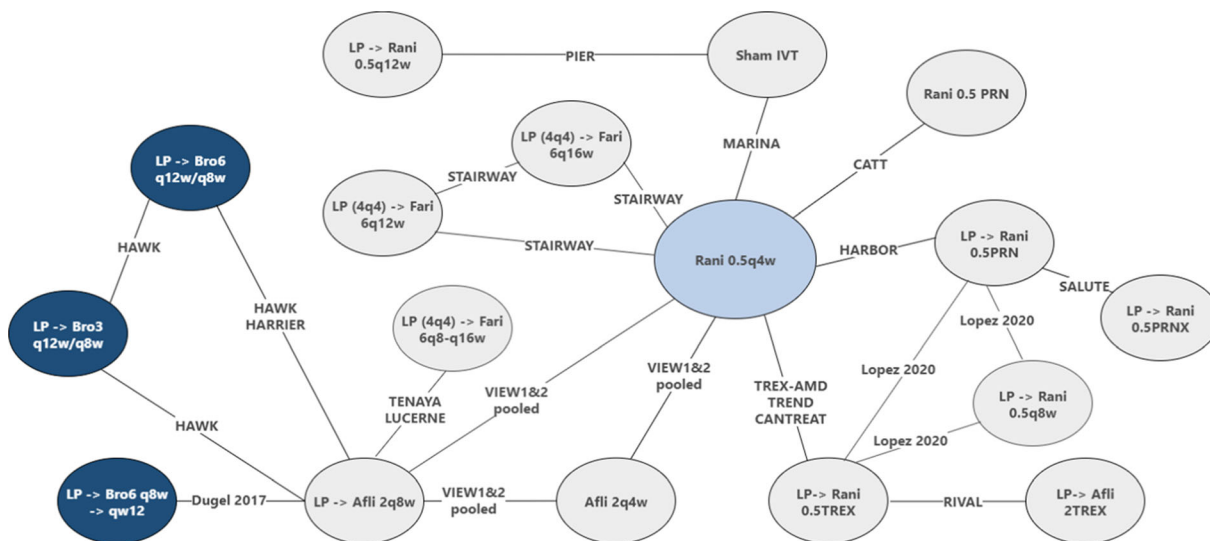 LP -> Rani
0.5q12w
PIER
Sham IVT
Rani 0.5 PRN
LP (4q4) -> Fari
6q16w
MARINA
CATT
LP -> Bro6
q12w/q8w
STAIRWAY
STAIRWAY
LP (4q4) -> Fari
6q12w
STAIRWAY
Rani 0.5q4w
HARBOR
LP -> Rani
0.5PRN
HAWK
SALUTE
LP -> Rani
0.5PRNX
HAWK
HARRIER
LP (4q4) -> Fari
6q8-q16w
Lopez 2020
LP -> Bro3
q12w/q8w
VIEW1&2
pooled
VIEW1&2
pooled
Lopez 2020
TREX-AMD
TREND
CANTREAT
TENAYA
LUCERNE
LP -> Rani
0.5q8w
HAWK
Lopez 2020
LP -> Bro6 q8w
-> qw12
Dugel 2017
LP -> Afli 2q8w
VIEW1&2
pooled
Afli 2q4w
LP-> Rani
0.5TREX
RIVAL
LP-> Afli
2TREX